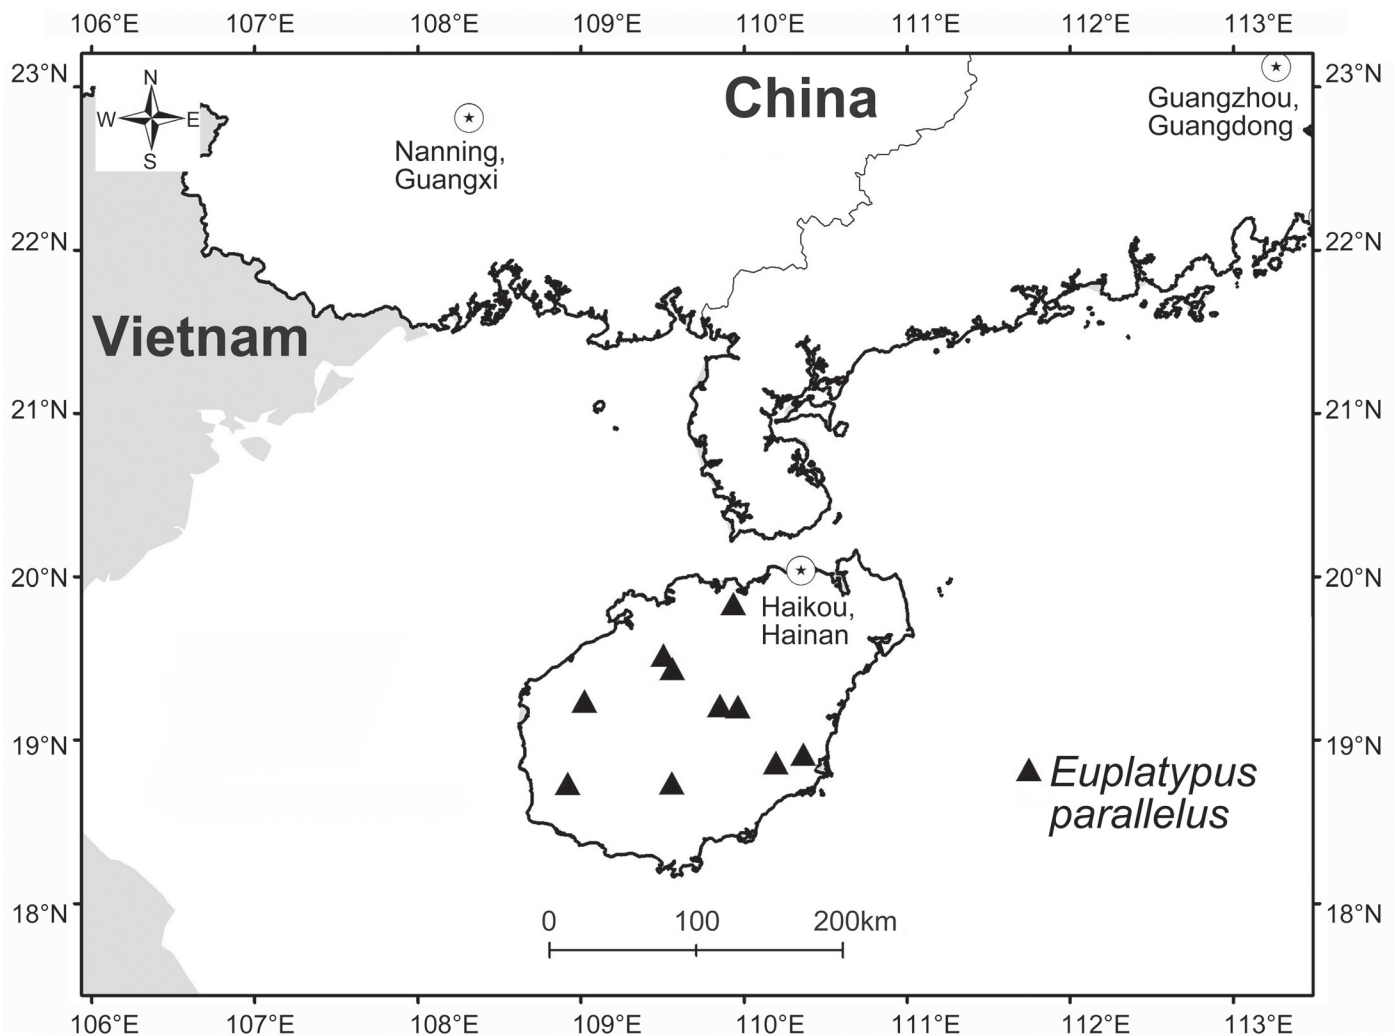 106°E 107°E 108°E 109°E 110°E 111°E 112°E 113°E
23°N 23°N
N
W E
S
China
Guangzhou,
Guangdong
Nanning,
Guangxi
22°N 22°N
Vietnam
21°N 21°N
20°N 20°N
Haikou,
Hainan
19°N 19°N
Euplatypus
parallelus
18°N 18°N
0 100 200km
106°E 107°E 108°E 109°E 110°E 111°E 112°E 113°E